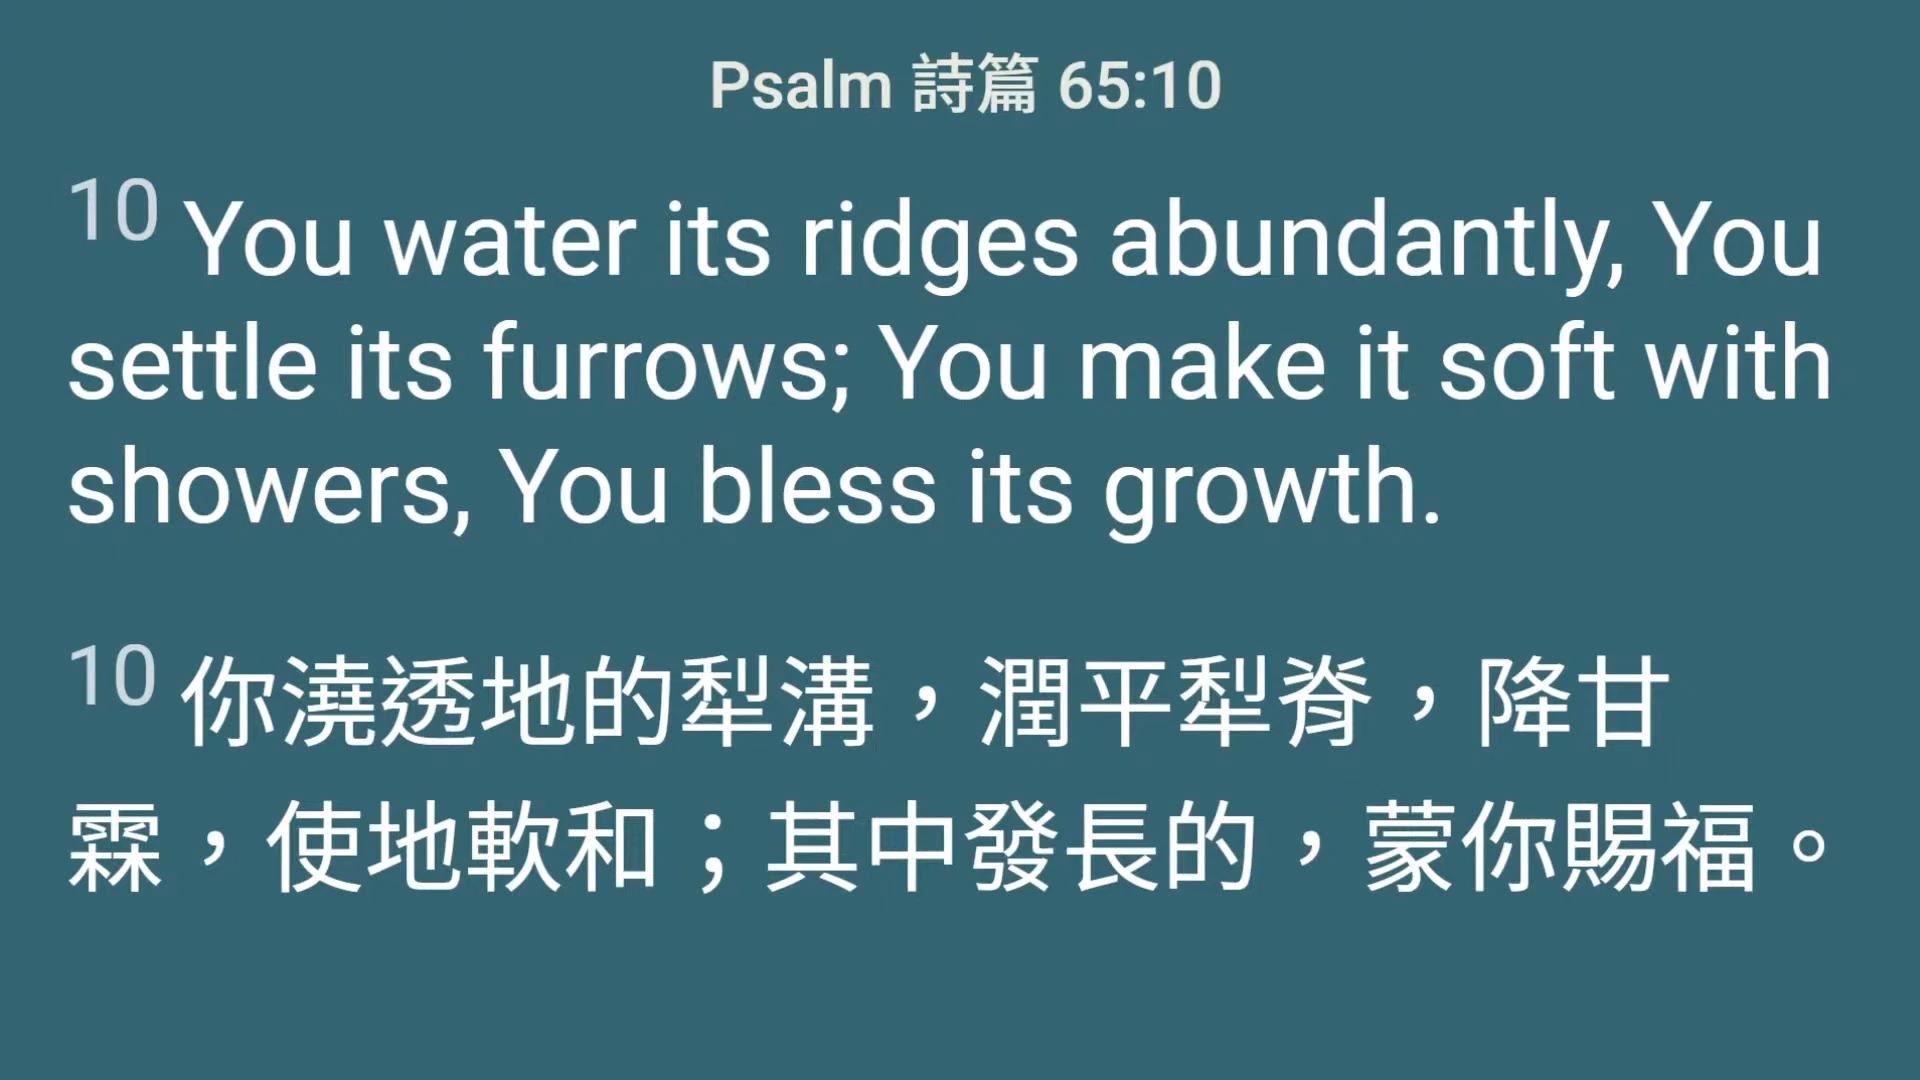 Psalm 詩篇 65:10
10 You water its ridges abundantly, You
settle its furrows; You make it soft with
showers, You bless its growth.
10 你澆透地的犁溝，潤平犁脊，降甘
霖，使地軟和；其中發長的，蒙你賜福。